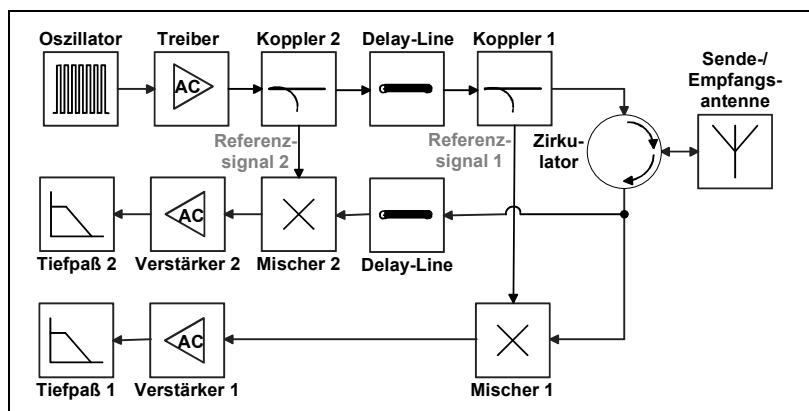 Oszillator
Treiber
Koppler 2
Delay-Line
Koppler 1
Sende-/
Empfangs-
antenne
AC
Referenz-
signal 2
Referenz-
signal 1
Zirku-
lator
AC
Tiefpaß 2
Verstärker 2
Mischer 2
Delay-Line
AC
Tiefpaß 1
Verstärker 1
Mischer 1